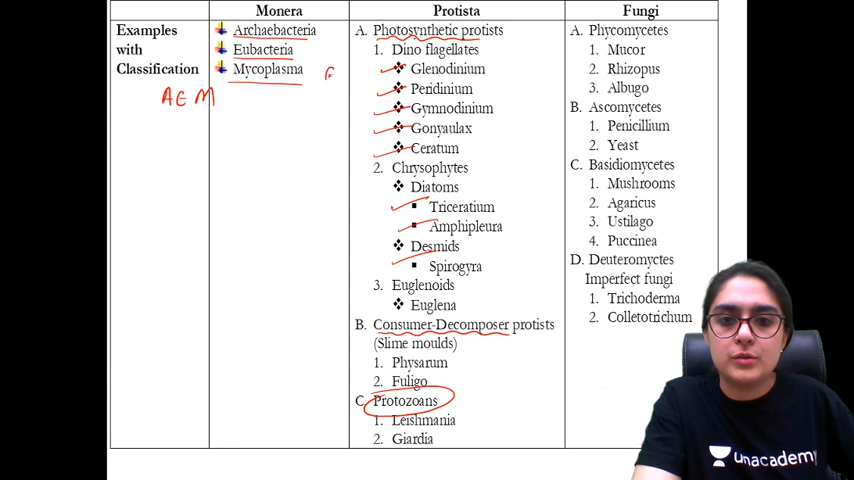 Monera
Protista
Fungi
Examples
with
Classification
Archaebacteria
Eubacteria
Mycoplasma
AEM
A. Photosynthetic protists
1. Dino flagellates
Glenodinium
Peridinium
Gymnodinium
Gonyaulax
Ceratum
2. Chrysophytes
Diatoms
Triceratium
Amphipleura
Desmids
Spirogyra
3. Euglenoids
Euglena
B. Consumer-Decomposer protists
(Slime moulds)
1. Physarum
2. Fuligo
C. Protozoans
1. Leishmania
2. Giardia
A. Phycomycetes
1. Mucor
2. Rhizopus
3. Albugo
B. Ascomycetes
1. Penicillium
2. Yeast
C. Basidiomycetes
1. Mushrooms
2. Agaricus
3. Ustilago
4. Puccinea
D. Deuteromyctes
Imperfect fungi
1. Trichoderma
2. Colletotrichum
unacademy